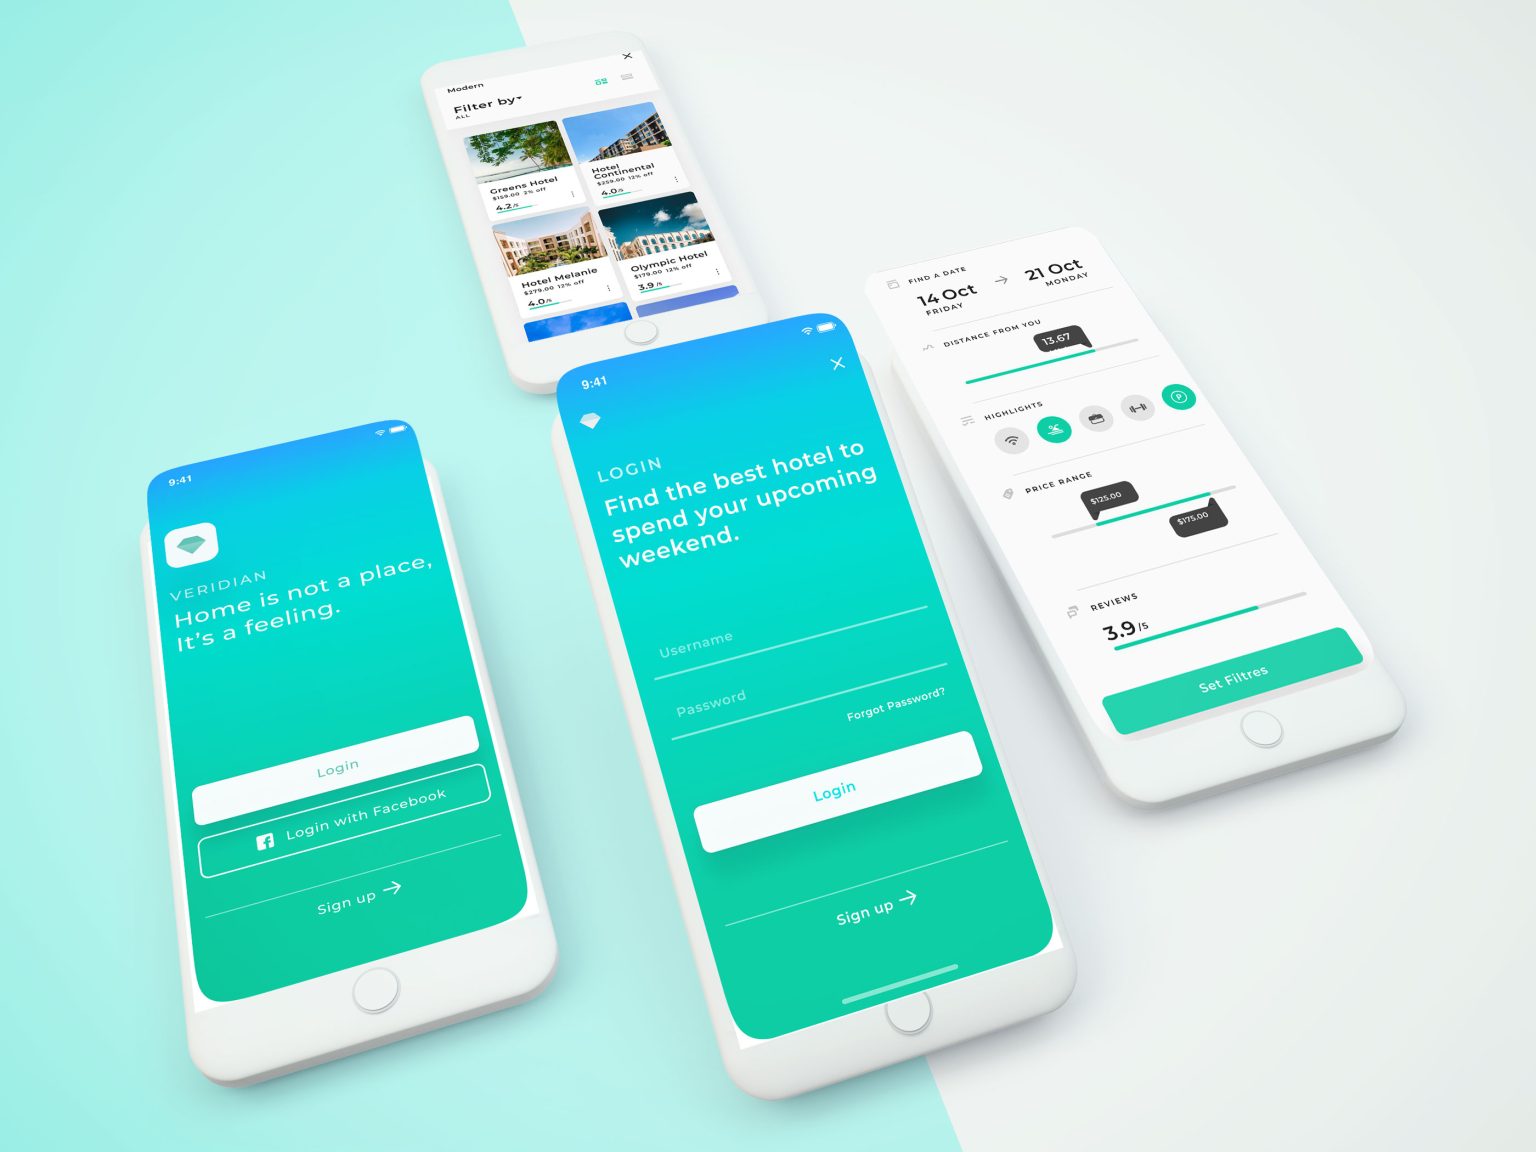 Modern
Filter by
ALL
Greens Hotel
$159.00 2% off
4.2/5
Hotel
Continental
$259.00 12% off
4.0/5
Hotel Melanie
$279.00 12% off
4.0/5
Olympic Hotel
$179.00 12% off
3.9/5
9:41
VERIDIAN
Home is not a place,
It's a feeling.
Login
Login with Facebook
Sign up
9:41
LOGIN
Find the best hotel to
spend your upcoming
weekend.
Username
Password
Forgot Password?
Login
Sign up
FIND A DATE
14 Oct
FRIDAY
21 Oct
MONDAY
DISTANCE FROM YOU
13.67
HIGHLIGHTS
P
PRICE RANGE
$125.00
$175.00
REVIEWS
3.9/5
Set Filtres